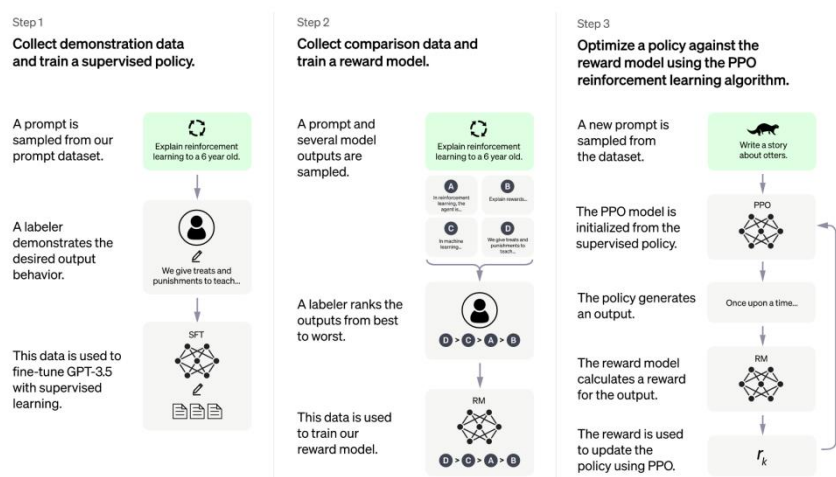 Step 1
Collect demonstration data
and train a supervised policy.
A prompt is
sampled from our
prompt dataset.
Explain reinforcement
learning to a 6 year old.
A labeler
demonstrates the
desired output
behavior.
We give treats and
punishments to teach...
This data is used to
fine-tune GPT-3.5
with supervised
learning.
SFT
Step 2
Collect comparison data and
train a reward model.
A prompt and
several model
outputs are
sampled.
Explain reinforcement
learning to a 6 year old.
A
In reinforcement
learning, the
agent is...
B
Explain rewards...
C
In machine
learning...
D
We give treats and
punishments to
teach...
A labeler ranks the
outputs from best
to worst.
D > C > A > B
This data is used
to train our
reward model.
RM
D > C > A > B
Step 3
Optimize a policy against the
reward model using the PPO
reinforcement learning algorithm.
A new prompt is
sampled from
the dataset.
Write a story
about otters.
The PPO model is
initialized from the
supervised policy.
PPO
The policy generates
an output.
Once upon a time...
The reward model
calculates a reward
for the output.
RM
The reward is used
to update the
policy using PPO.
rk